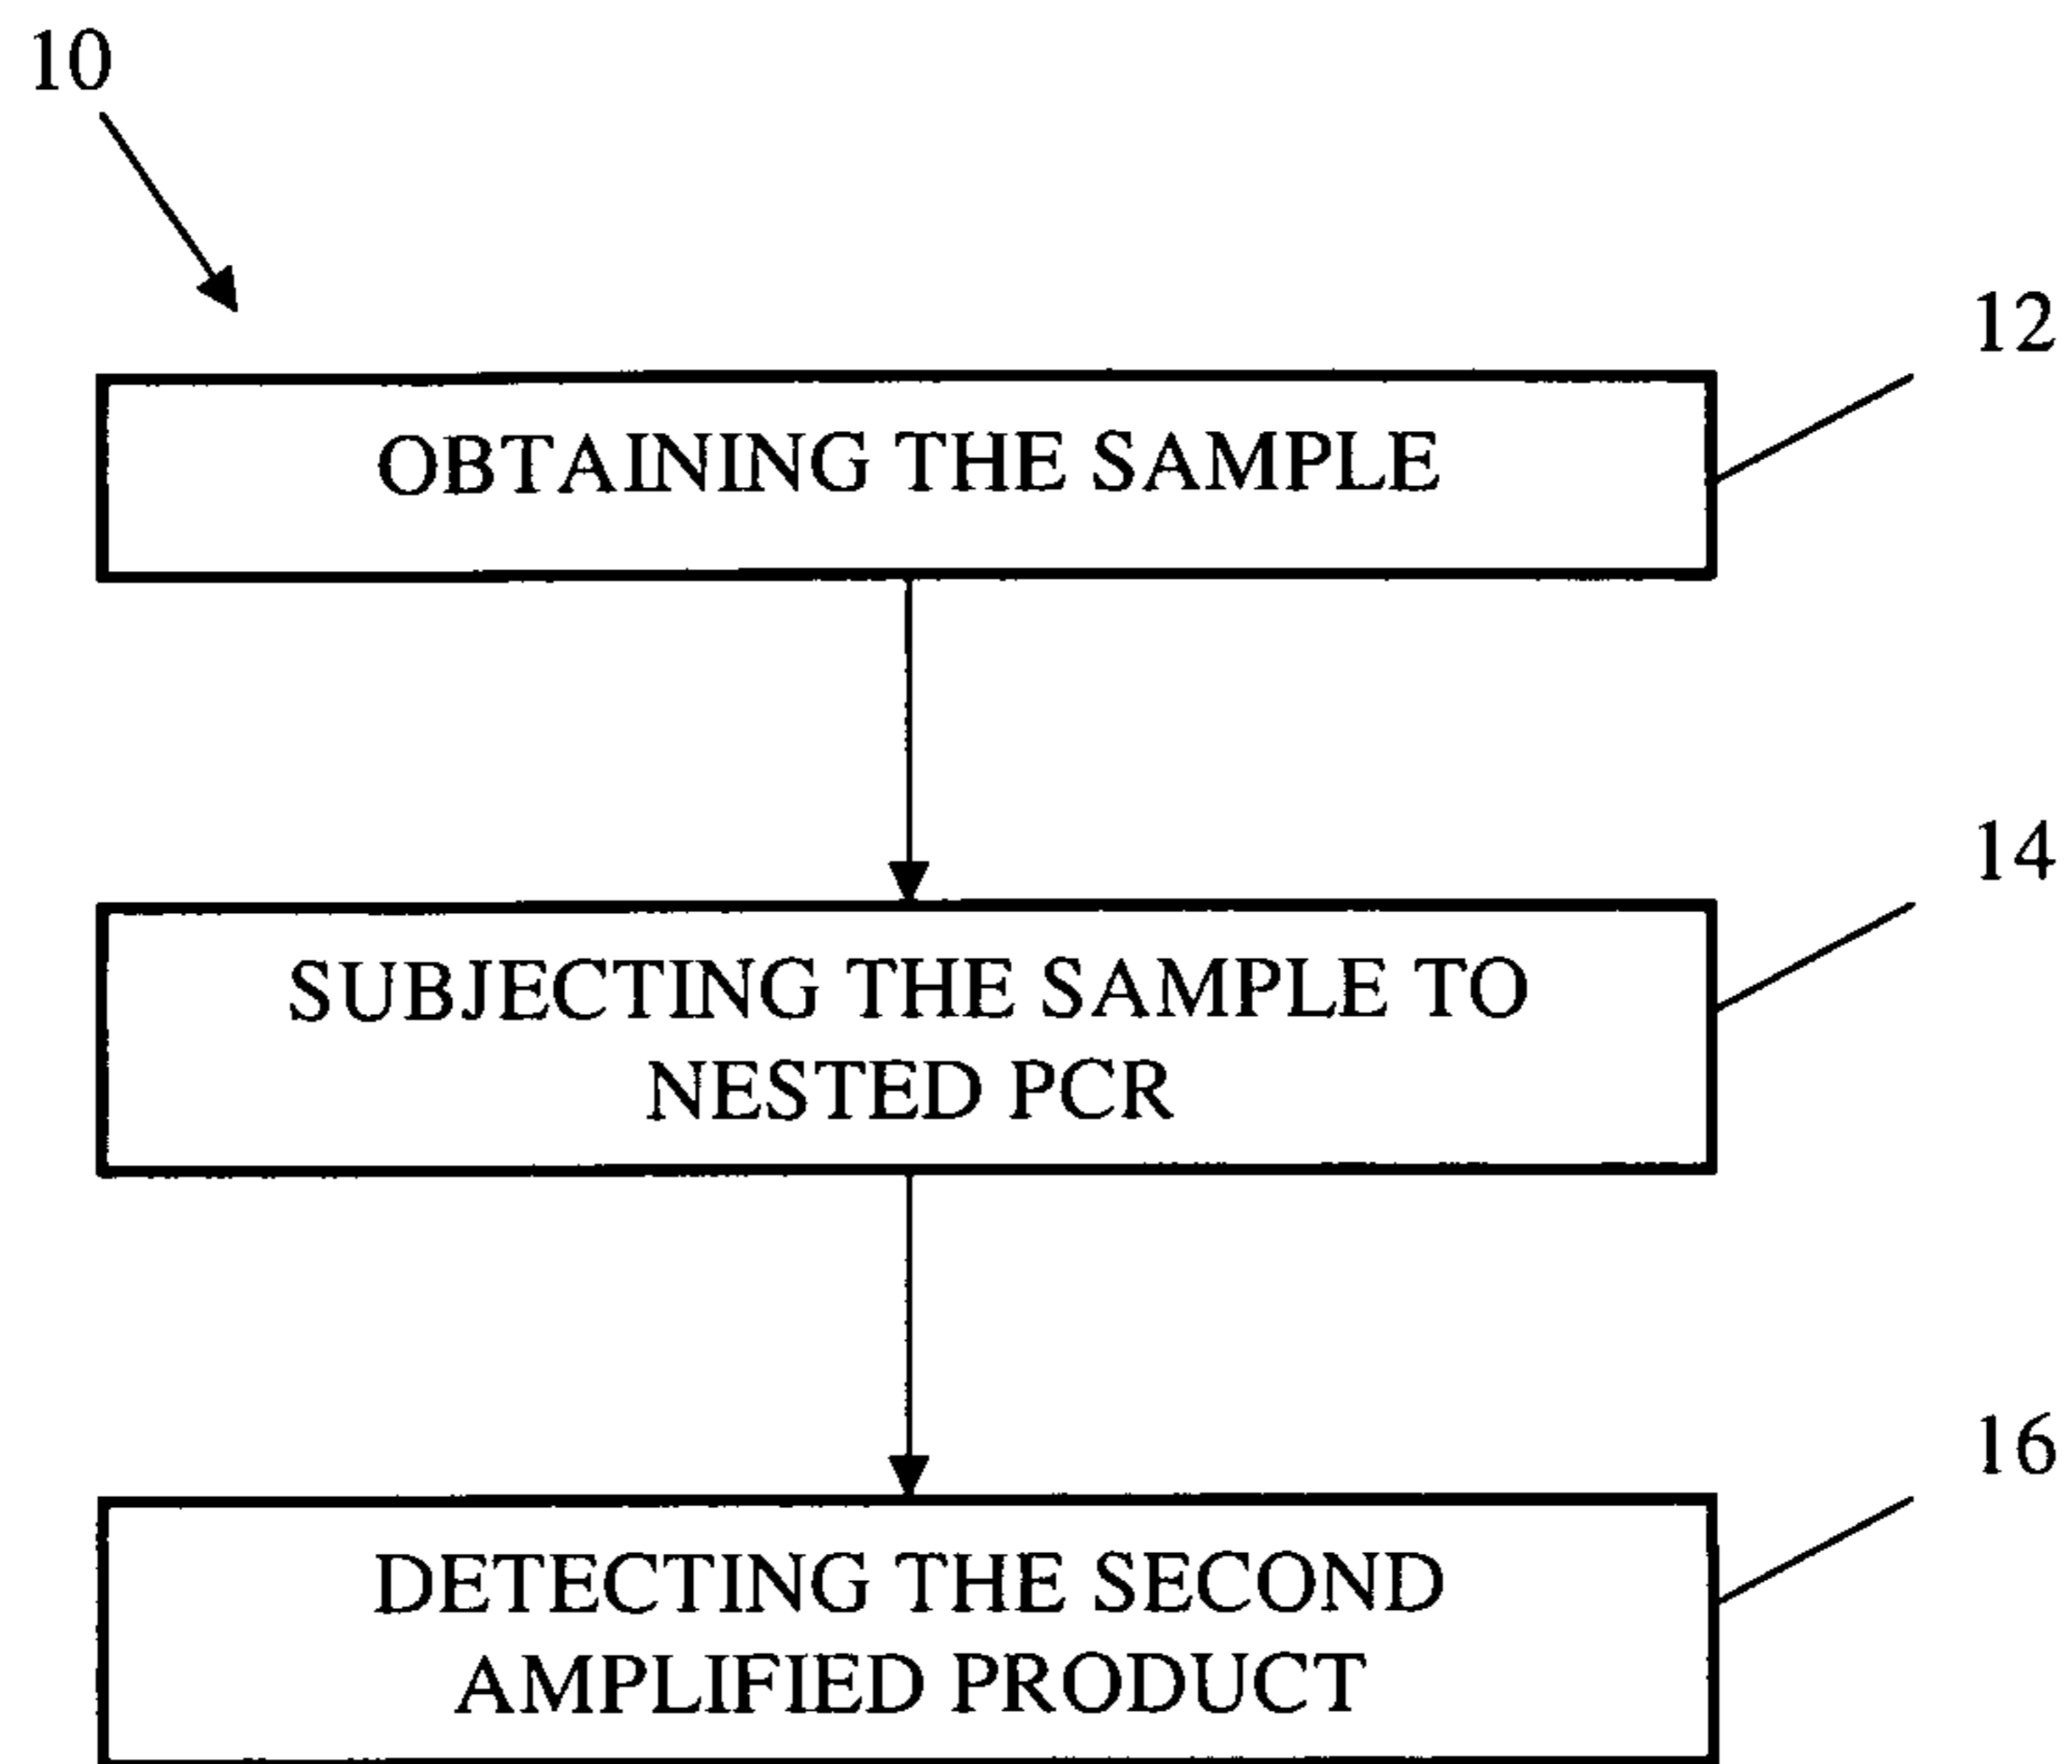 10
12
OBTAINING THE SAMPLE
14
SUBJECTING THE SAMPLE TO
NESTED PCR
16
DETECTING THE SECOND
AMPLIFIED PRODUCT